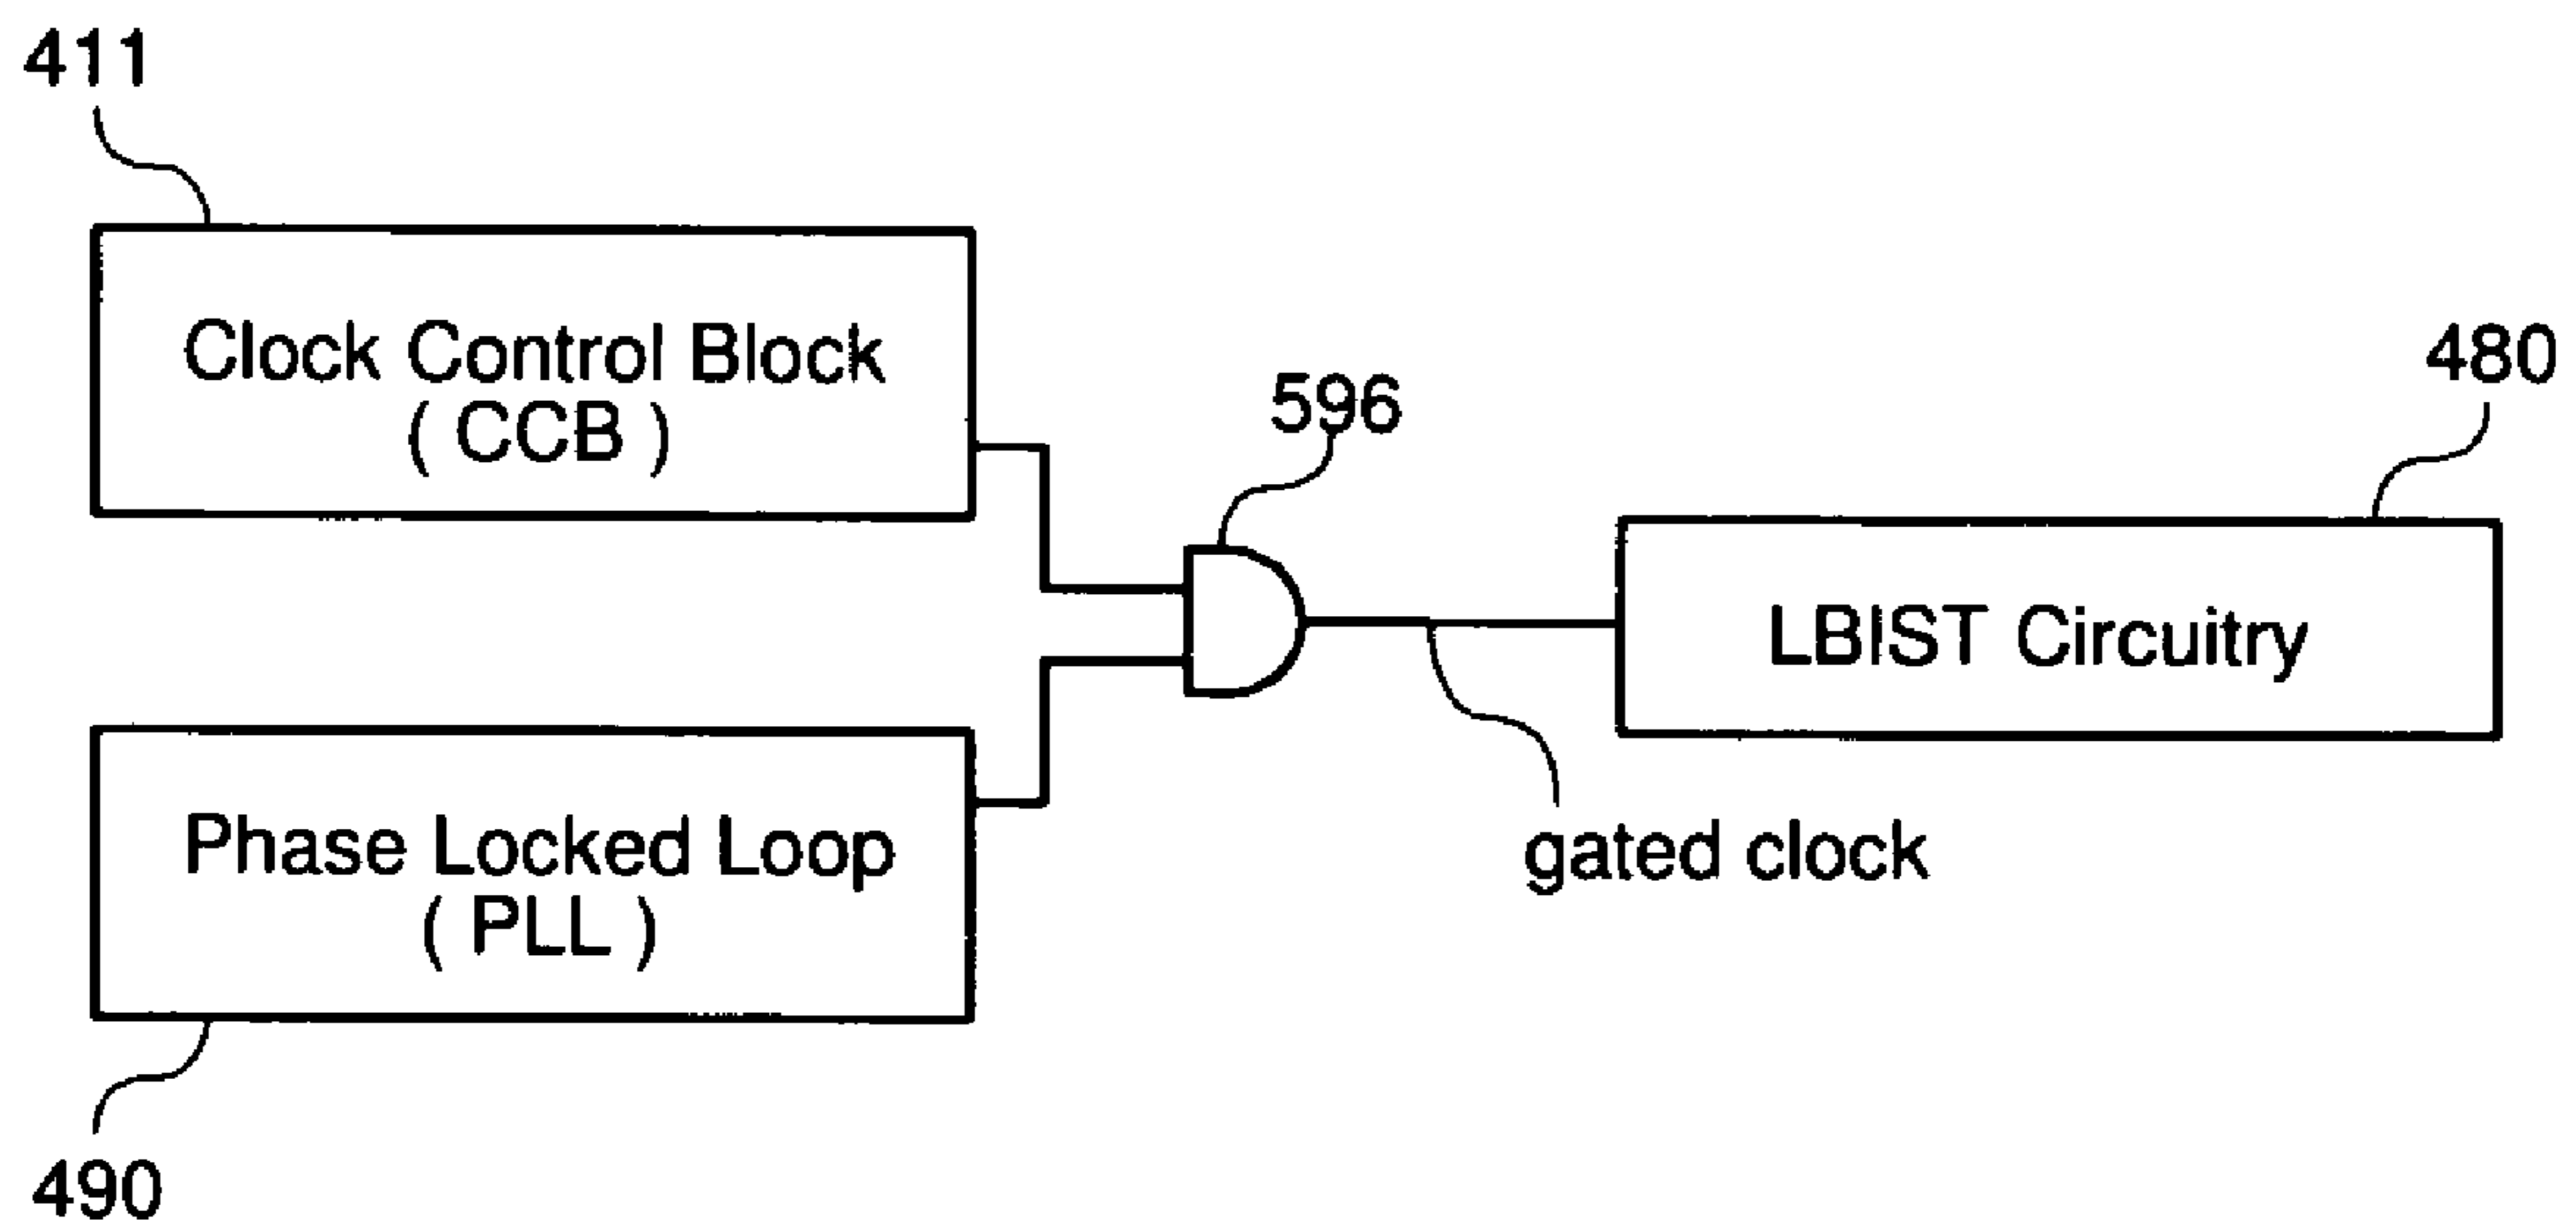 411
Clock Control Block
( CCB )
596
480
LBIST Circuitry
Phase Locked Loop
( PLL )
gated clock
490